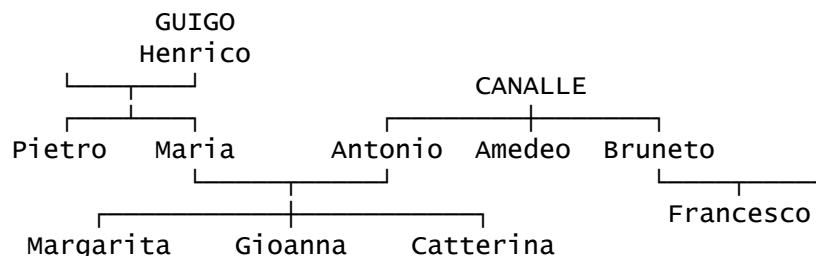 GUIGO
Henrico
CANALLE
Pietro Maria Antonio Amedeo Bruneto
Francesco
Margarita Gioanna Catterina